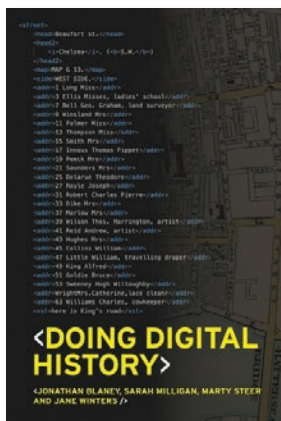 <street>
<head>Beaufort st.</head>
<head2>
<i>Chelsea</i>, (<b>S.W.</b>)
</head2>
<map>MAP G 13.</map>
<side>WEST SIDE.</side>
<addr>1 Long Miss</addr>
<addr>3 Ellis Misses, ladies' school</addr>
<addr>7 Bell Geo. Graham, land surveyor</addr>
<addr>9 Winsland Mrs</addr>
<addr>11 Palmer Miss</addr>
<addr>13 Thompson Miss</addr>
<addr>15 Smith Mrs</addr>
<addr>17 Innous Thomas Pippet</addr>
<addr>19 Peeck Mrs</addr>
<addr>21 Saunders Mrs</addr>
<addr>25 Delarue Theodore</addr>
<addr>27 Hoyle Joseph</addr>
<addr>31 Robert Charles Pierre</addr>
<addr>33 Dike Mrs</addr>
<addr>37 Marlow Mrs</addr>
<addr>39 Wilson Thos. Harrington, artist</addr>
<addr>41 Reid Andrew, artist</addr>
<addr>43 Hughes Mrs</addr>
<addr>45 Collins William</addr>
<addr>47 Little William, travelling draper</addr>
<addr>49 King Alfred</addr>
<addr>51 Goldie Bruce</addr>
<addr>53 Sweeney Hugh Willoughby</addr>
<addr>WrightMrs.Catherine,lace cleanr</addr>
<addr>63 Williams Charles, cowkeeper</addr>
<xst>here is King's road</xst>
<DOING DIGITAL
HISTORY>
<JONATHAN BLANEY, SARAH MILLIGAN, MARTY STEER
AND JANE WINTERS />